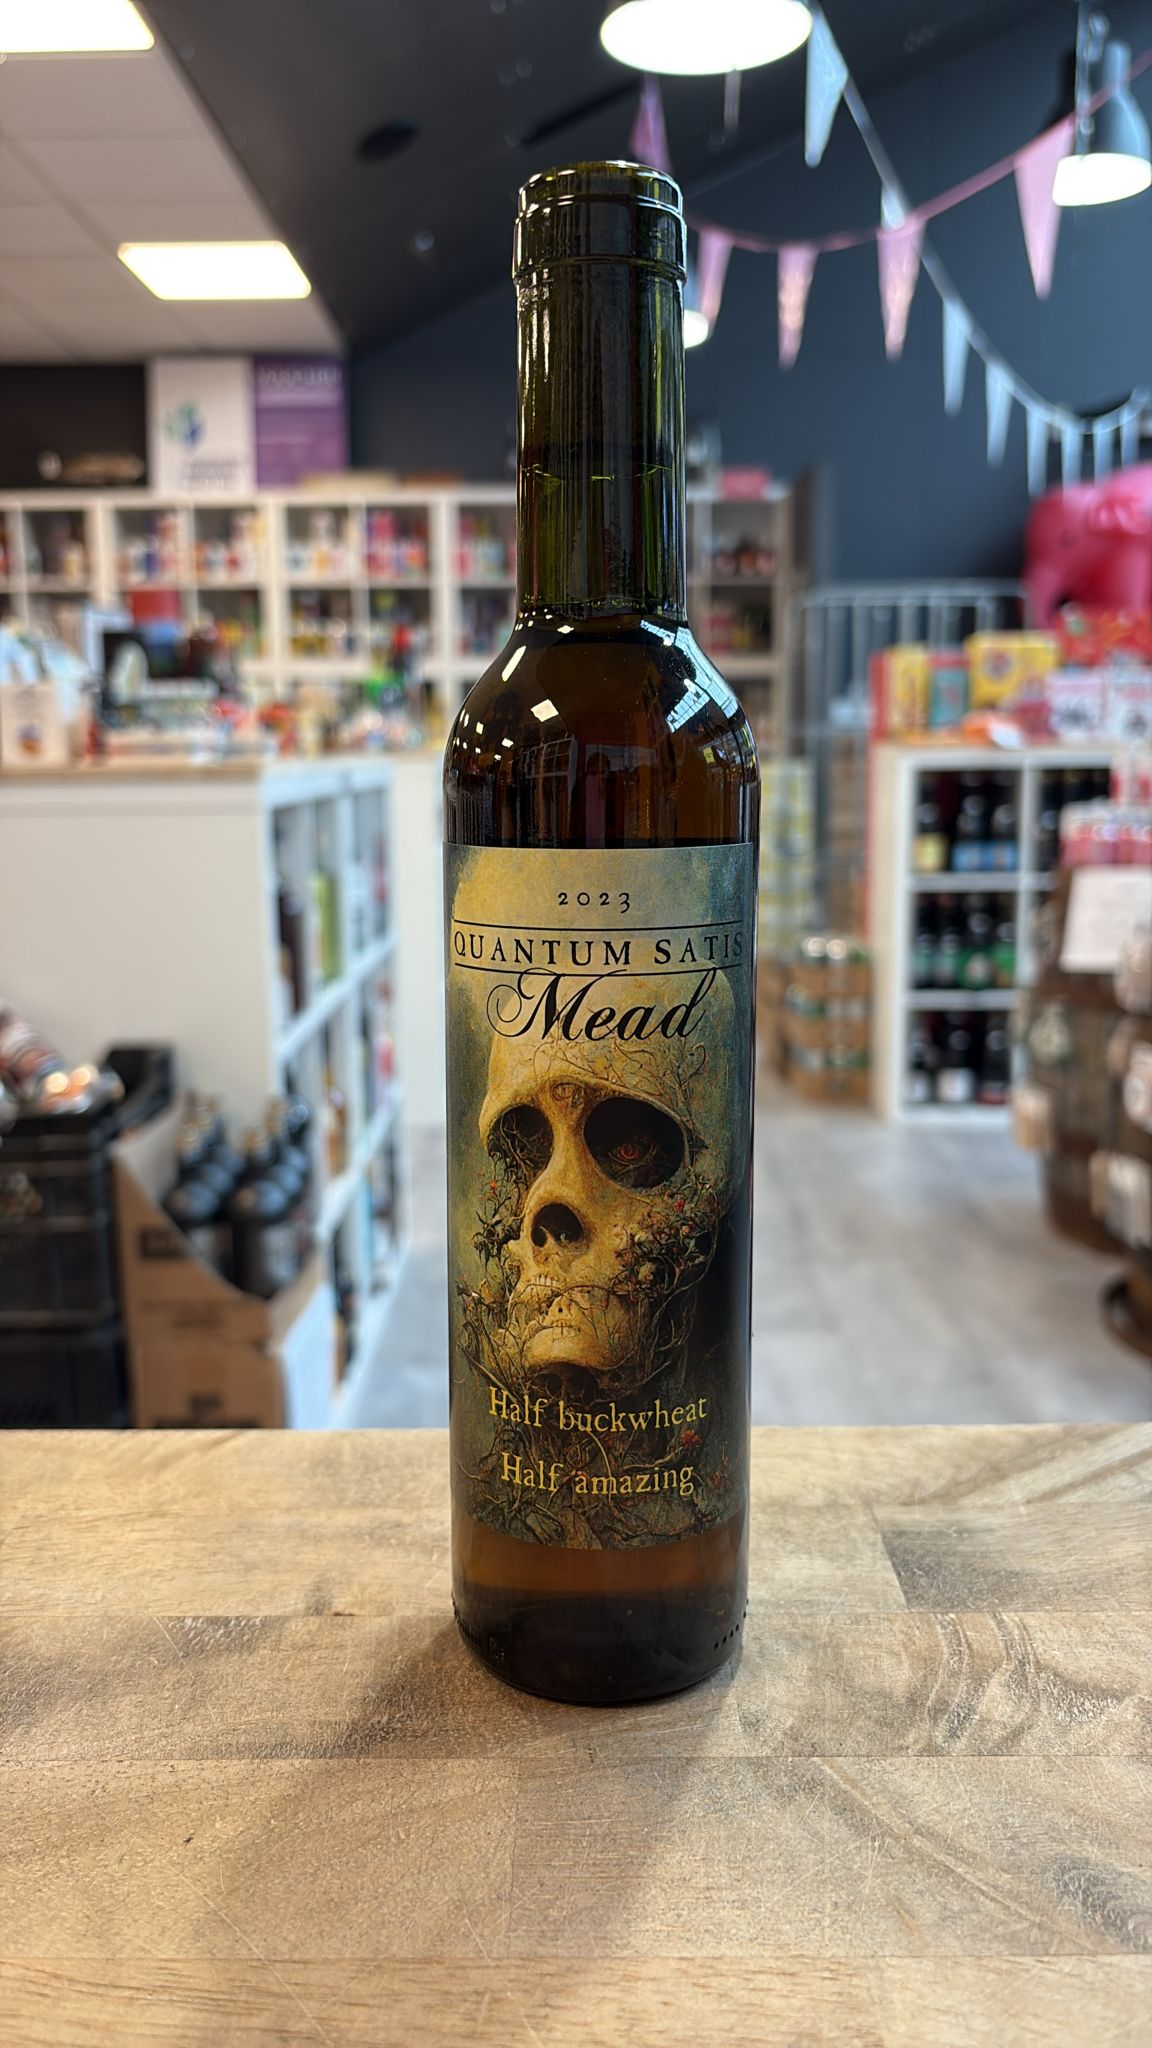 2023
QUANTUM SATIS
Mead
Half buckwheat
Half amazing